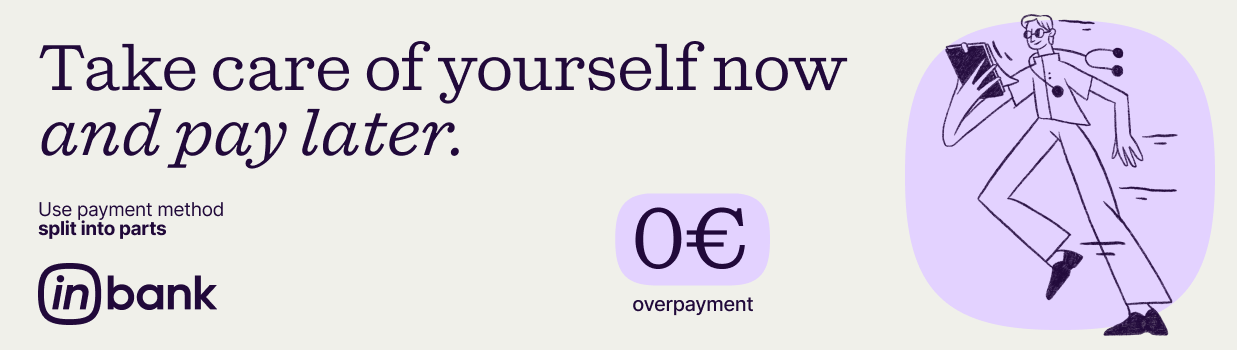 Take care of yourself now
and pay later.
Use payment method
split into parts
inbank
0€
overpayment